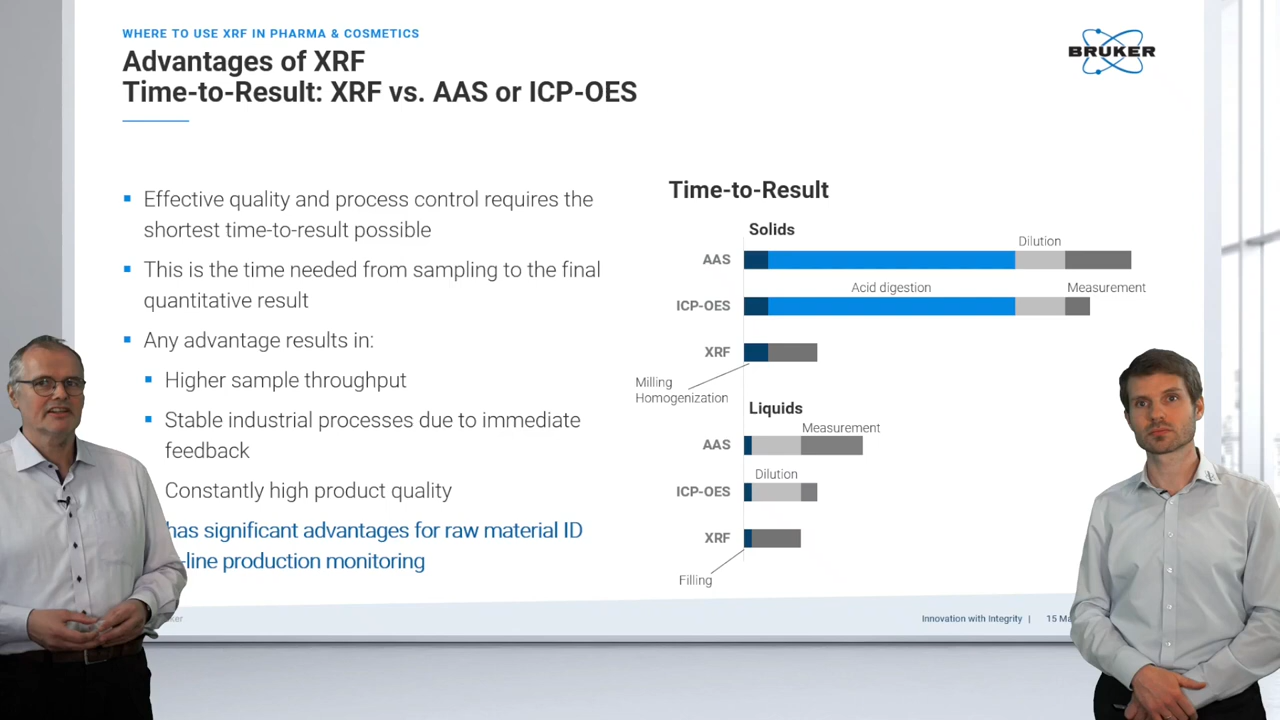 WHERE TO USE XRF IN PHARMA & COSMETICS
Advantages of XRF
Time-to-Result: XRF vs. AAS or ICP-OES
BRUKER
Effective quality and process control requires the
shortest time-to-result possible
This is the time needed from sampling to the final
quantitative result
Any advantage results in:
Higher sample throughput
Stable industrial processes due to immediate
feedback
Constantly high product quality
has significant advantages for raw material ID
-line production monitoring
Time-to-Result
Solids
Dilution
AAS
Acid digestion
Measurement
ICP-OES
XRF
Milling
Homogenization
Liquids
Measurement
AAS
Dilution
ICP-OES
XRF
Filling
Innovation with Integrity | 15